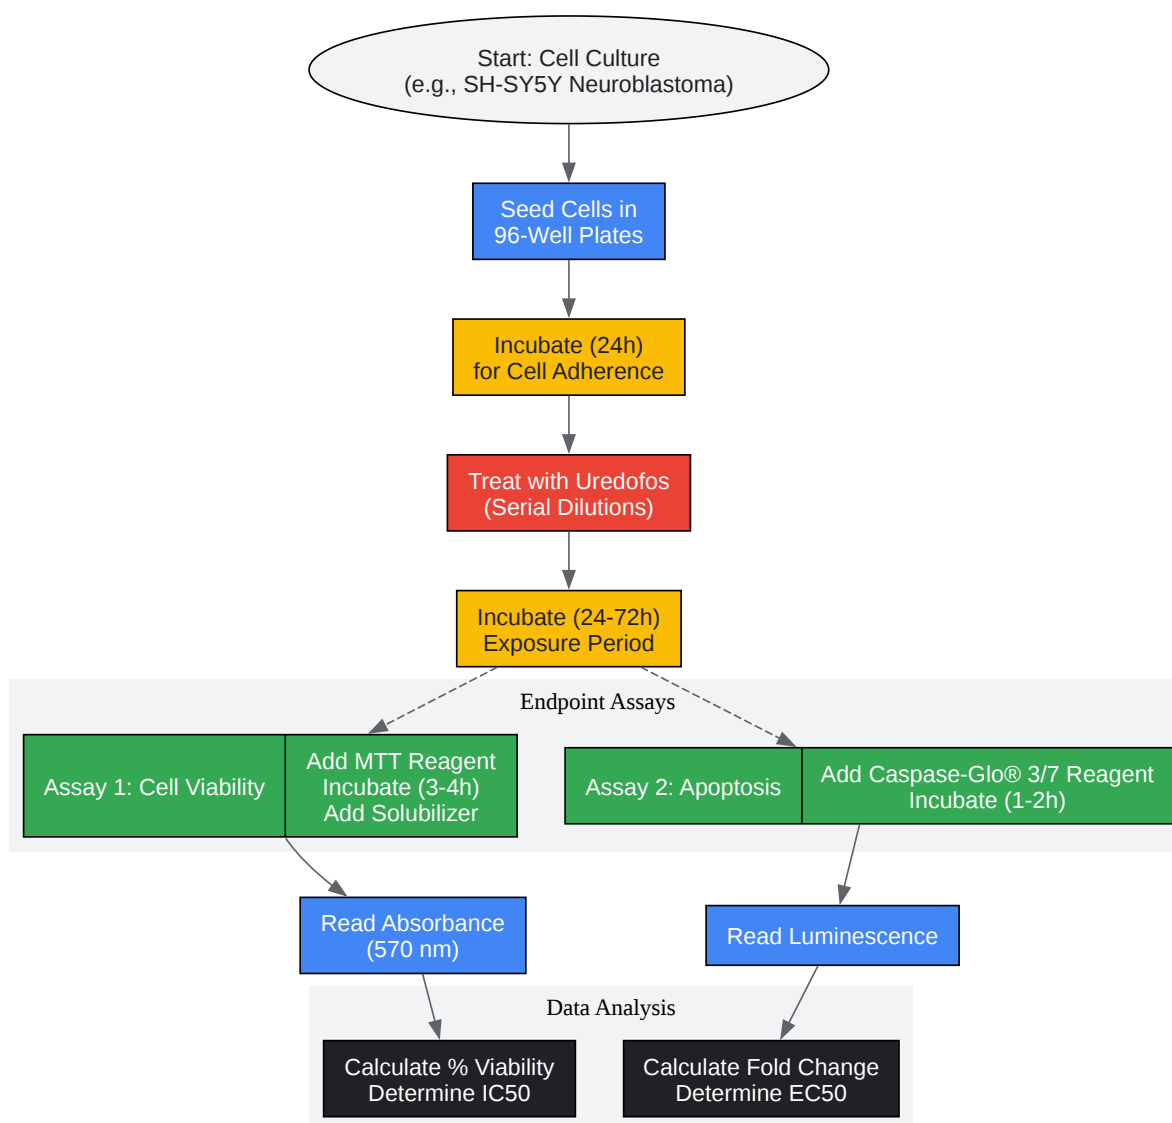 Start: Cell Culture
(e.g., SH-SY5Y Neuroblastoma)
Seed Cells in
96-Well Plates
Incubate (24h)
for Cell Adherence
Treat with Uredofos
(Serial Dilutions)
Incubate (24-72h)
Exposure Period
Endpoint Assays
Assay 1: Cell Viability
Add MTT Reagent
Incubate (3-4h)
Add Solubilizer
Assay 2: Apoptosis
Add Caspase-Glo® 3/7 Reagent
Incubate (1-2h)
Read Absorbance
(570 nm)
Read Luminescence
Data Analysis
Calculate % Viability
Determine IC50
Calculate Fold Change
Determine EC50